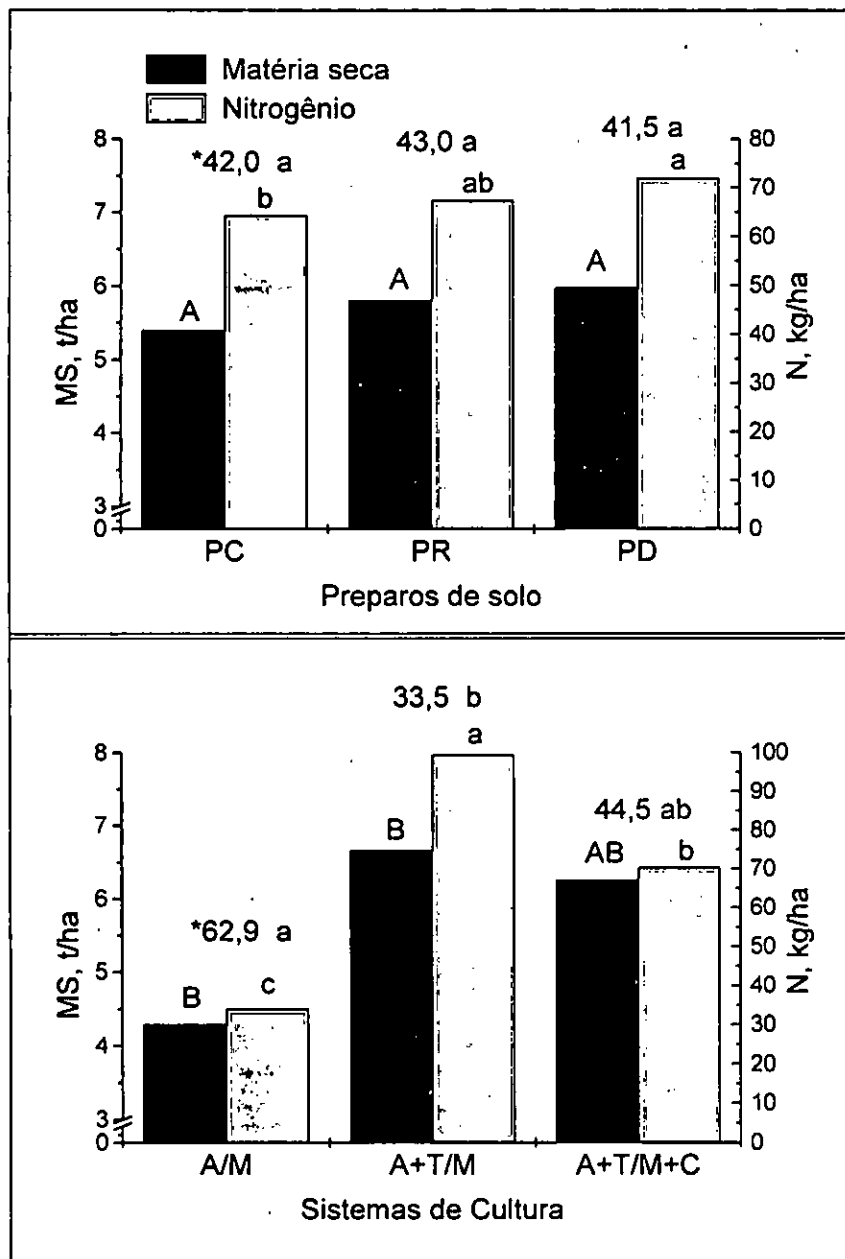 Matéria seca
Nitrogênio
8
7
6
5
4
3
0
MS, t/ha
*42,0 a
b
A
43,0 a
ab
A
41,5 a
a
A
80
70
60
50
40
30
20
10
0
N, kg/ha
PC PR PD
Preparos de solo
8
7
6
5
4
3
0
MS, t/ha
*62,9 a
B
c
33,5 b
a
B
44,5 ab
AB
b
100
90
80
70
60
50
40
30
20
10
0
N, kg/ha
A/M A+T/M A+T/M+C
Sistemas de Cultura